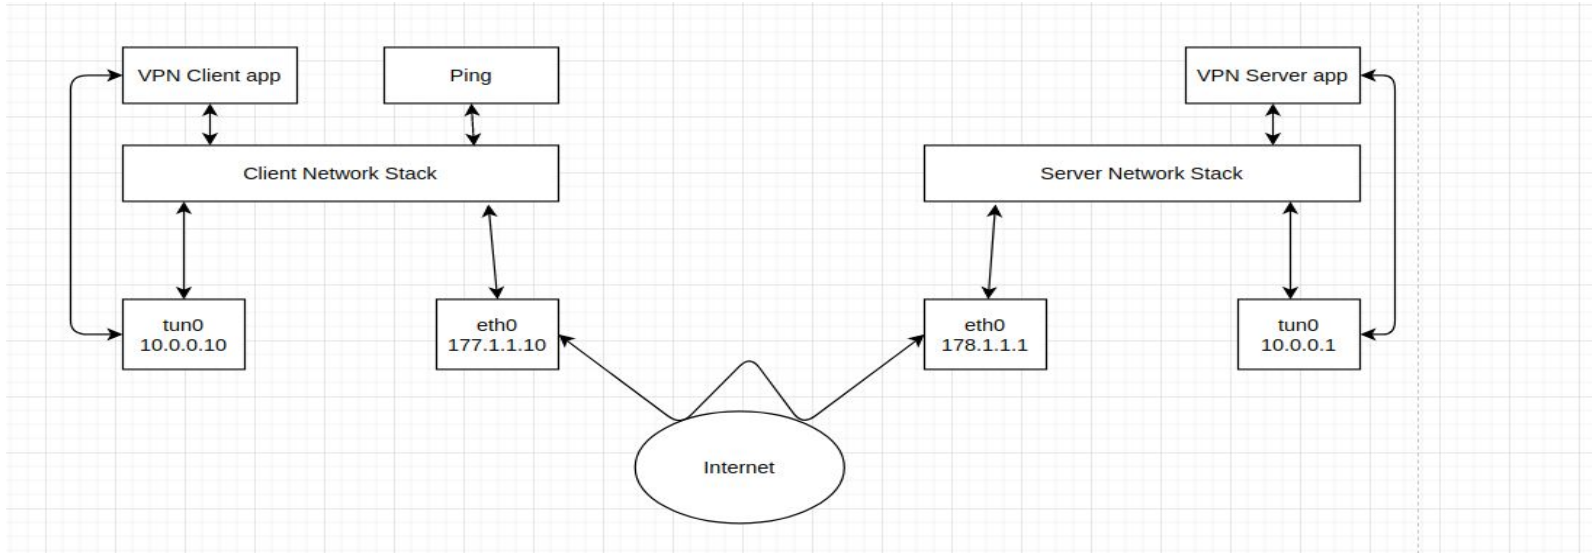 VPN Client app
Ping
VPN Server app
Client Network Stack
Server Network Stack
tun0
10.0.0.10
eth0
177.1.1.10
eth0
178.1.1.1
tun0
10.0.0.1
Internet